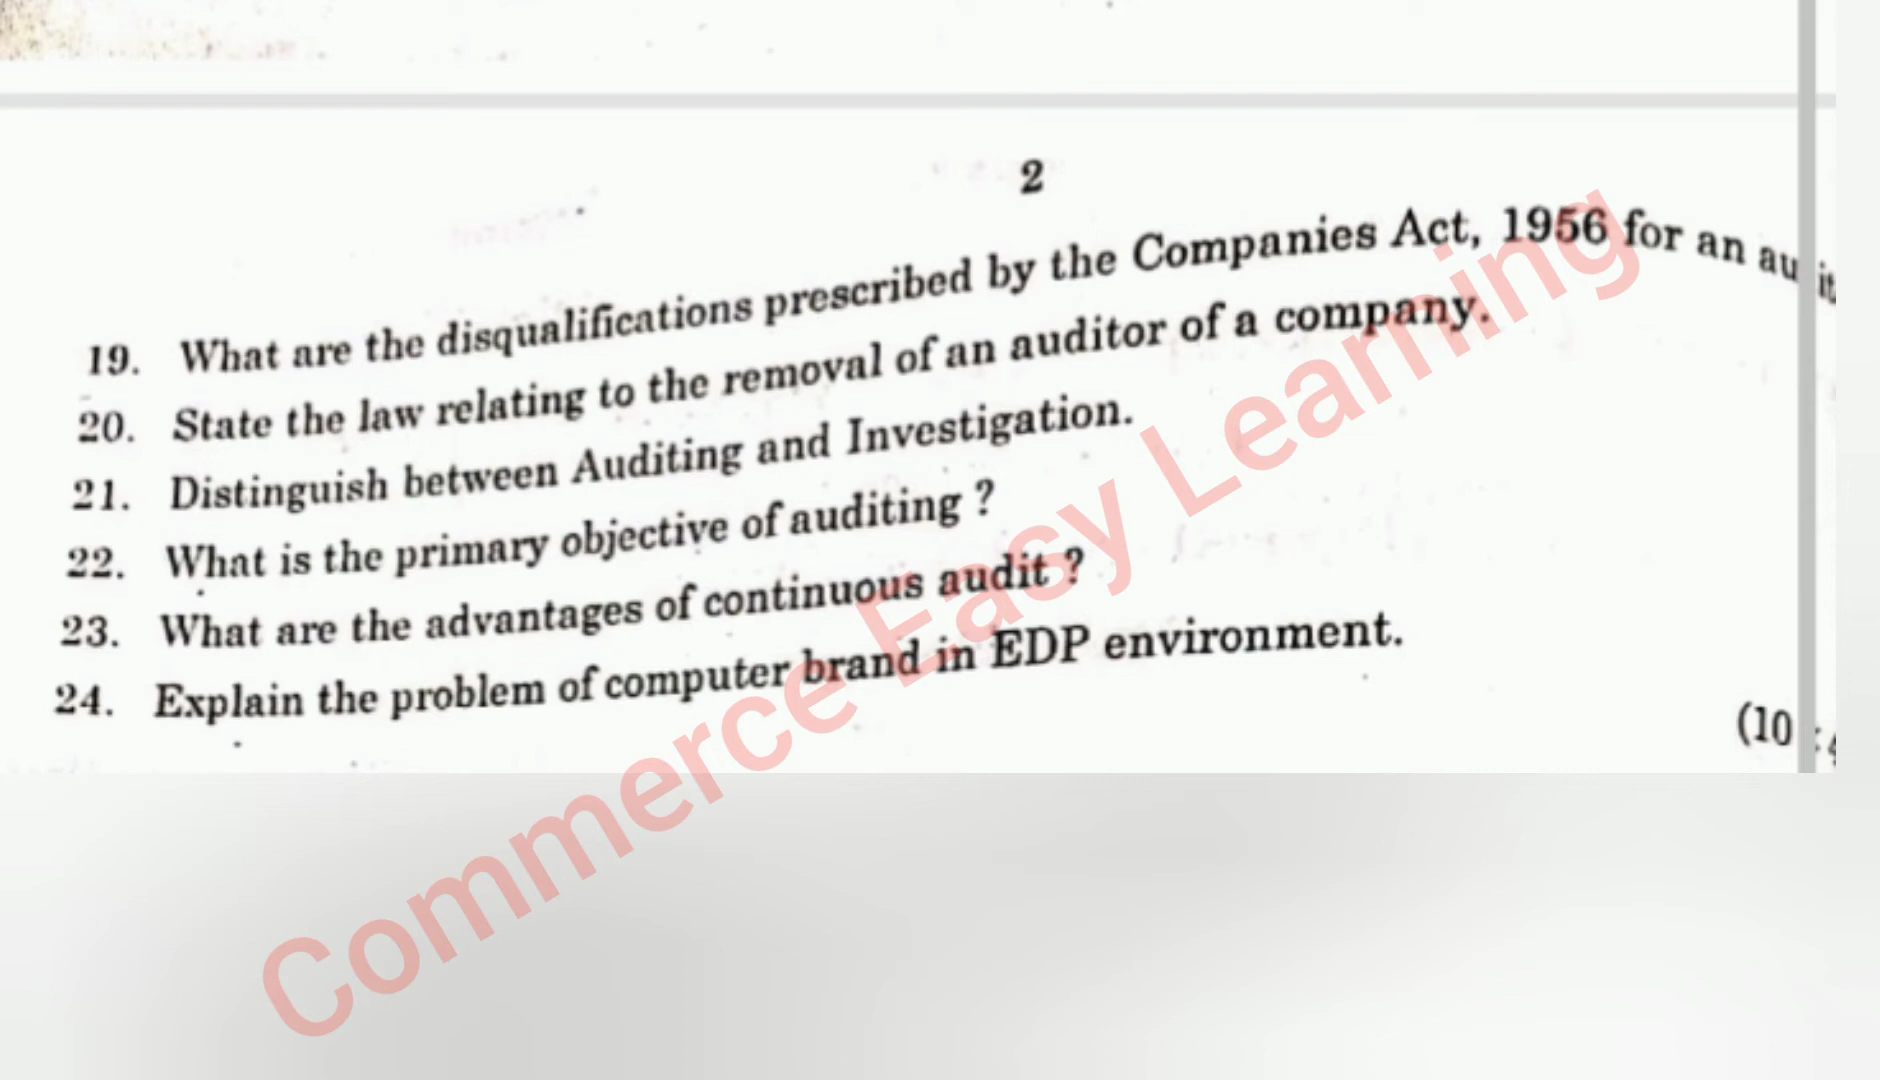 2
19. What are the disqualifications prescribed by the Companies Act, 1956 for an
20. State the law relating to the removal of an auditor of a company.
21. Distinguish between Auditing and Investigation.
22. What is the primary objective of auditing ?
23. What are the advantages of continuous audit ?
24. Explain the problem of computer brand in EDP environment.
(10
Commerce Easy Learning